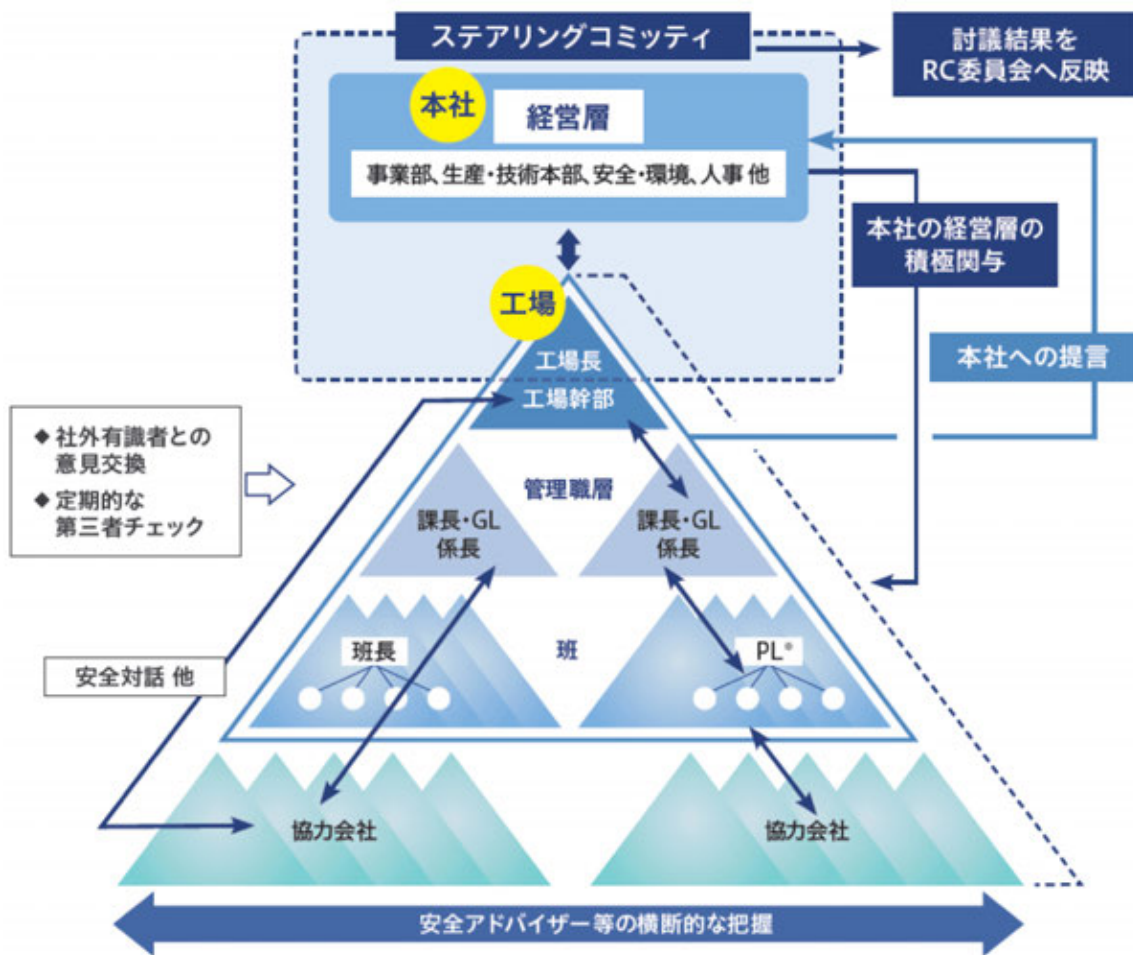 ステアリングコミッティ
討議結果を
RC委員会へ反映
本社
経営層
事業部、生産・技術本部、安全・環境、人事 他
本社の経営層の
積極関与
工場
本社への提言
工場長
工場幹部
◆ 社外有識者との
意見交換
◆ 定期的な
第三者チェック
管理職層
課長・GL
係長
課長・GL
係長
班長
班
PL®
安全対話 他
協力会社
協力会社
安全アドバイザー等の横断的な把握